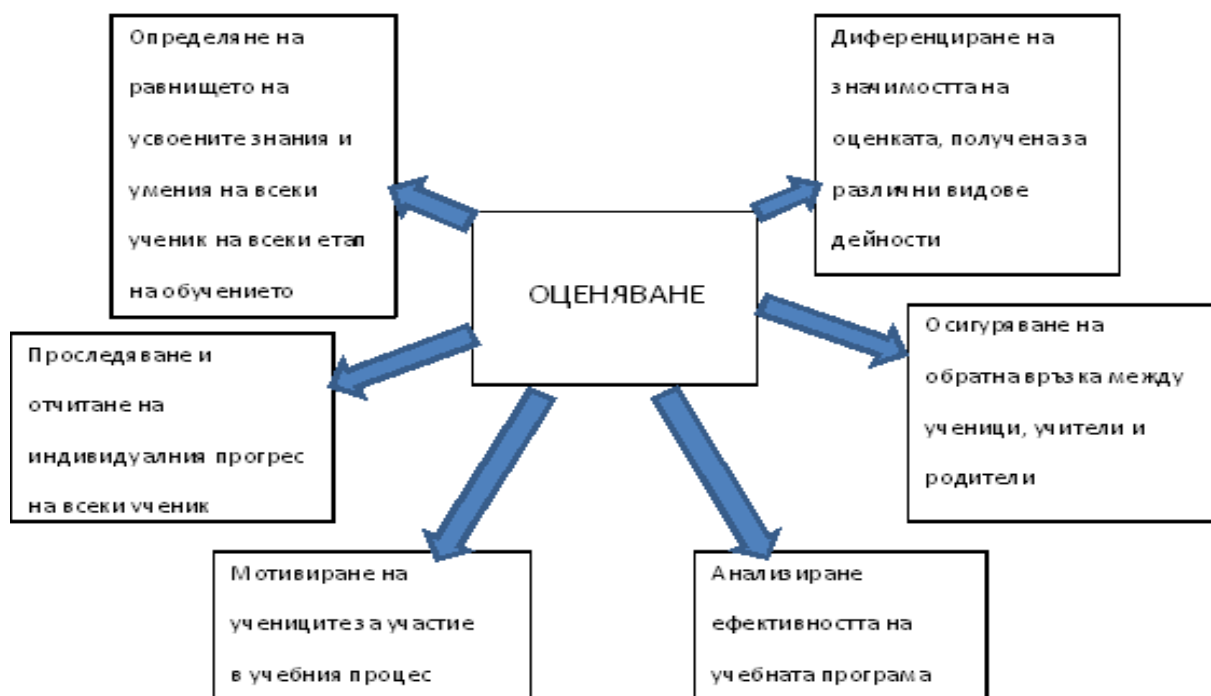 Определяне на
равнището на
усвоените знания и
умения на всеки
ученик на всеки етап
на обучението
Диференциране на
значимостта на
оценката, получена за
различни видове
дейности
ОЦЕНЯВАНЕ
Проследяване и
отчитане на
индивидуалния прогрес
на всеки ученик
Осигуряване на
обратна връзка между
ученици, учители и
родители
Мотивиране на
учениците за участие
в учебния процес
Анализиране
ефективността на
учебната програма